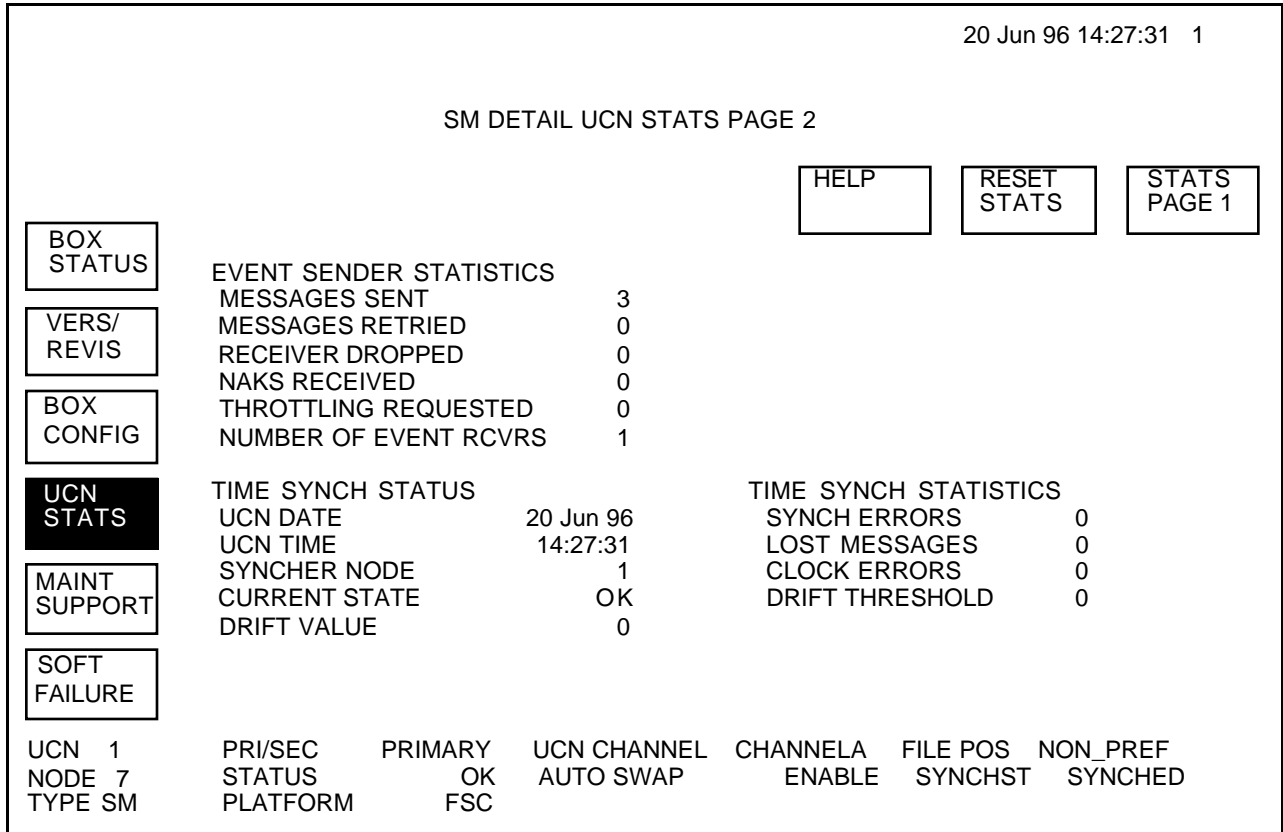 20 Jun 96 14:27:31 1
SM DETAIL UCN STATS PAGE 2
HELP
RESET
STATS
STATS
PAGE 1
BOX
STATUS
VERS/
REVIS
BOX
CONFIG
UCN
STATS
MAINT
SUPPORT
SOFT
FAILURE
EVENT SENDER STATISTICS
MESSAGES SENT 3
MESSAGES RETRIED 0
RECEIVER DROPPED 0
NAKS RECEIVED 0
THROTTLING REQUESTED 0
NUMBER OF EVENT RCVRS 1
TIME SYNCH STATUS
UCN DATE 20 Jun 96
UCN TIME 14:27:31
SYNCHER NODE 1
CURRENT STATE OK
DRIFT VALUE 0
TIME SYNCH STATISTICS
SYNCH ERRORS 0
LOST MESSAGES 0
CLOCK ERRORS 0
DRIFT THRESHOLD 0
UCN 1 PRI/SEC PRIMARY UCN CHANNEL CHANNELA FILE POS NON_PREF
NODE 7 STATUS OK AUTO SWAP ENABLE SYNCHST SYNCHED
TYPE SM PLATFORM FSC